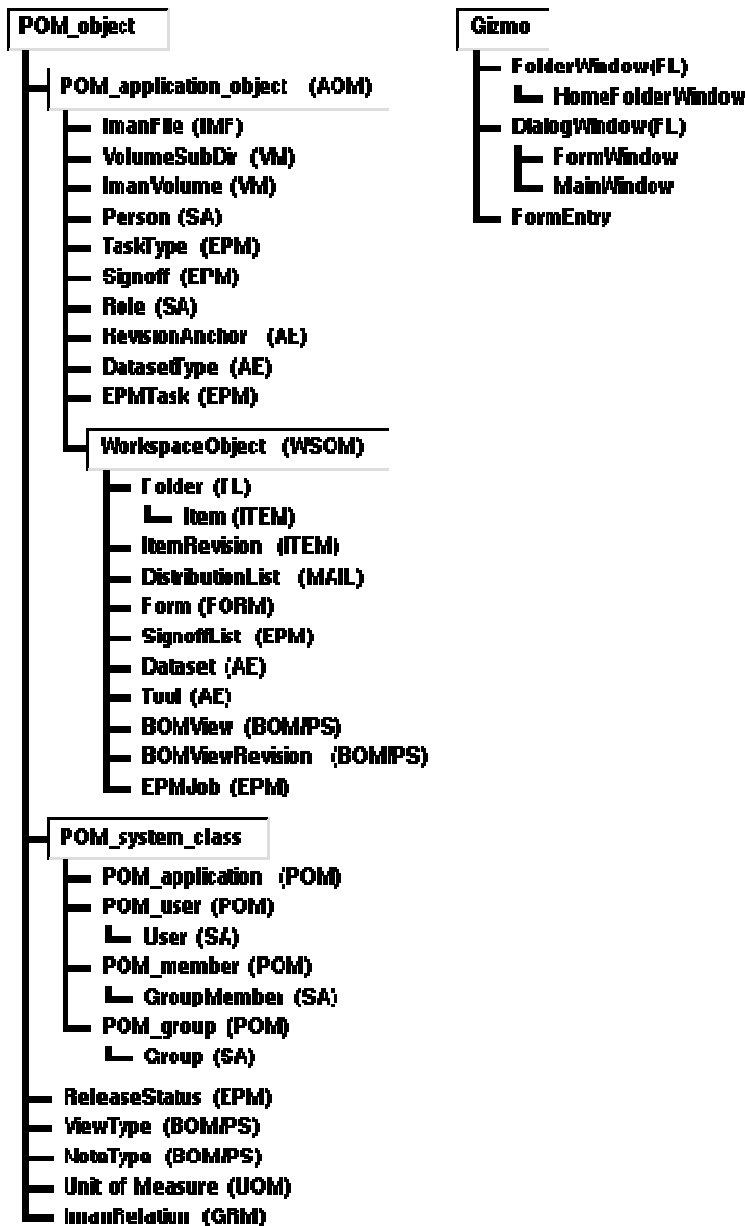 POM_object
POM_application_object (AOM)
ImanFile (IMF)
VolumeSubDir (VM)
ImanVolume (VM)
Person (SA)
TaskType (EPM)
Signoff (EPM)
Role (SA)
RevisionAnchor (AE)
DatasetType (AE)
EPMTask (EPM)
WorkspaceObject (WSOM)
Folder (FL)
Item (ITEM)
ItemRevision (ITEM)
DistributionList (MAIL)
Form (FORM)
SignoffList (EPM)
Dataset (AE)
Tool (AE)
BOMView (BOM/PS)
BOMViewRevision (BOM/PS)
EPMJob (EPM)
POM_system_class
POM_application (POM)
POM_user (POM)
User (SA)
POM_member (POM)
GroupMember (SA)
POM_group (POM)
Group (SA)
ReleaseStatus (EPM)
ViewType (BOM/PS)
NoteType (BOM/PS)
Unit of Measure (UOM)
ImanRelation (GRM)
Gizmo
FolderWindow(FL)
HomeFolderWindow
DialogWindow(FL)
FormWindow
MainWindow
FormEntry